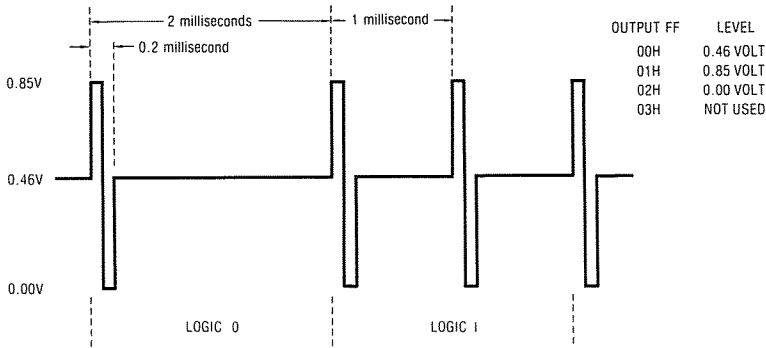 2 milliseconds
1 millisecond
0.2 millisecond
OUTPUT FF LEVEL
00H 0.46 VOLT
01H 0.85 VOLT
02H 0.00 VOLT
03H NOT USED
0.85V
0.46V
0.00V
LOGIC 0
LOGIC I